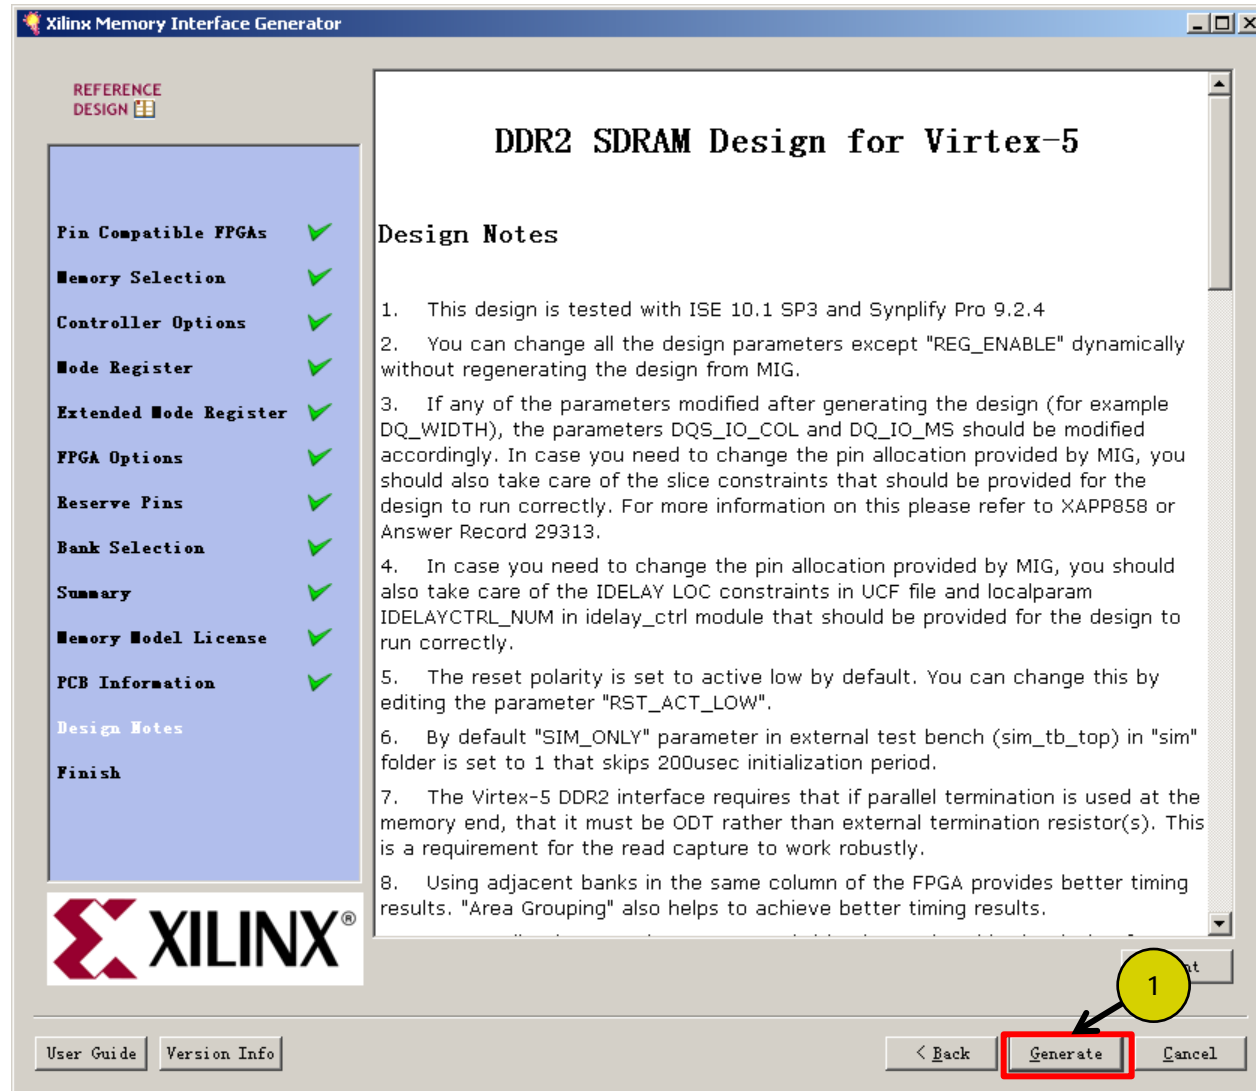 Xilinx Memory Interface Generator
REFERENCE
DESIGN
Pin Compatible FPGAs
Memory Selection
Controller Options
Mode Register
Extended Mode Register
FPGA Options
Reserve Pins
Bank Selection
Summary
Memory Model License
PCB Information
Design Notes
Finish
XILINX®
DDR2 SDRAM Design for Virtex-5
Design Notes
1. This design is tested with ISE 10.1 SP3 and Synplify Pro 9.2.4
2. You can change all the design parameters except "REG_ENABLE" dynamically
without regenerating the design from MIG.
3. If any of the parameters modified after generating the design (for example
DQ_WIDTH), the parameters DQS_IO_COL and DQ_IO_MS should be modified
accordingly. In case you need to change the pin allocation provided by MIG, you
should also take care of the slice constraints that should be provided for the
design to run correctly. For more information on this please refer to XAPP858 or
Answer Record 29313.
4. In case you need to change the pin allocation provided by MIG, you should
also take care of the IDELAY LOC constraints in UCF file and localparam
IDELAYCTRL_NUM in idelay_ctrl module that should be provided for the design to
run correctly.
5. The reset polarity is set to active low by default. You can change this by
editing the parameter "RST_ACT_LOW".
6. By default "SIM_ONLY" parameter in external test bench (sim_tb_top) in "sim"
folder is set to 1 that skips 200usec initialization period.
7. The Virtex-5 DDR2 interface requires that if parallel termination is used at the
memory end, that it must be ODT rather than external termination resistor(s). This
is a requirement for the read capture to work robustly.
8. Using adjacent banks in the same column of the FPGA provides better timing
results. "Area Grouping" also helps to achieve better timing results.
1
User Guide
Version Info
< Back
Generate
Cancel